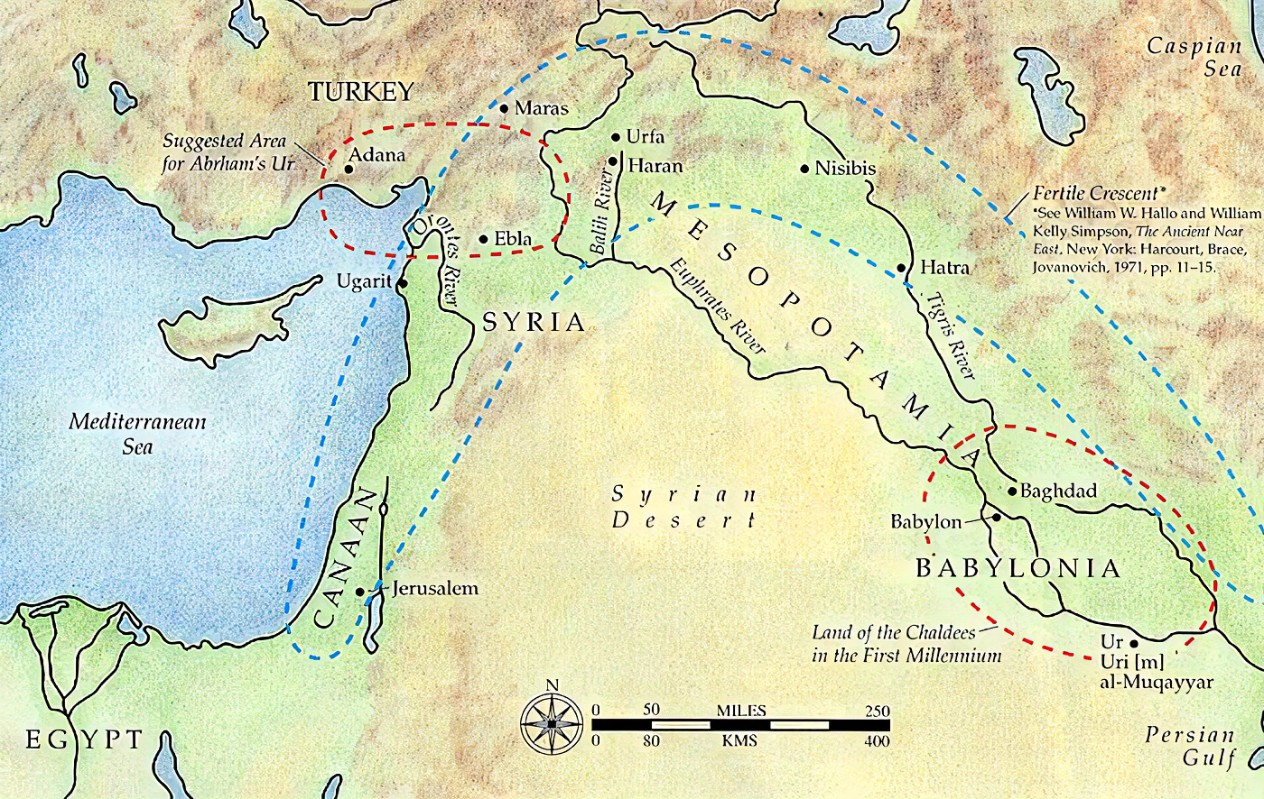 Caspian
Sea
TURKEY
Maras
Suggested Area
for Abrham's Ur
Adana
Urfa
Haran
Nisibis
Balih River
Fertile Crescent*
*See William W. Hallo and William
Kelly Simpson, The Ancient Near
East, New York: Harcourt, Brace,
Jovanovich, 1971, pp. 11–15.
MESOPOTAMIA
Orontes River
Ebla
Ugarit
Hatra
Euphrates River
Tigris River
SYRIA
Mediterranean
Sea
Syrian
Desert
Baghdad
Babylon
BABYLONIA
CANAAN
Jerusalem
Land of the Chaldees
in the First Millennium
Ur
Uri [m]
al-Muqayyar
N
0 50 MILES 250
0 80 KMS 400
EGYPT
Persian
Gulf